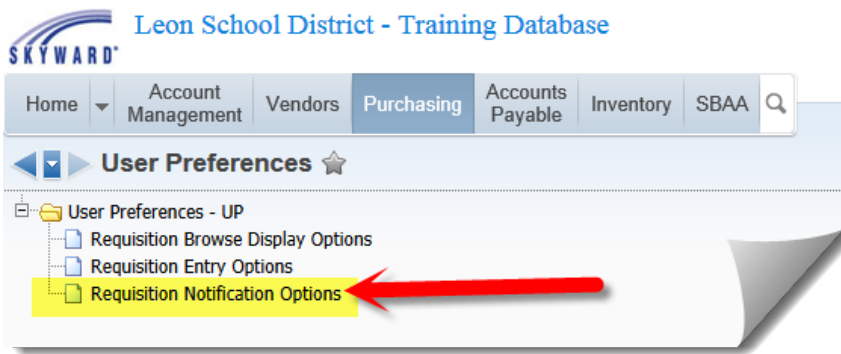 Leon School District - Training Database
SKYWARD
Home
Account Management
Vendors
Purchasing
Accounts Payable
Inventory
SBAA
User Preferences
User Preferences - UP
Requisition Browse Display Options
Requisition Entry Options
Requisition Notification Options